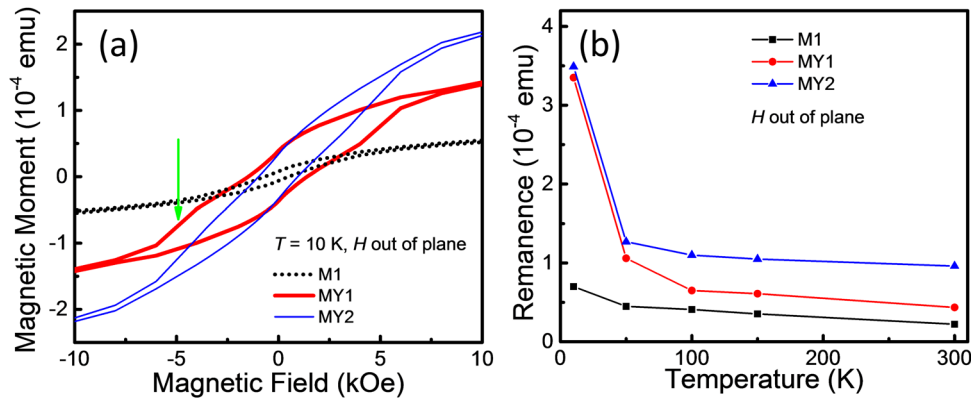 (a)
Magnetic Moment (10⁻⁴ emu)
2
1
0
-1
-2
T = 10 K, H out of plane
M1
MY1
MY2
-10 -5 0 5 10
Magnetic Field (kOe)
(b)
Remanence (10⁻⁴ emu)
4
3
2
1
0
M1
MY1
MY2
H out of plane
0 100 200 300
Temperature (K)